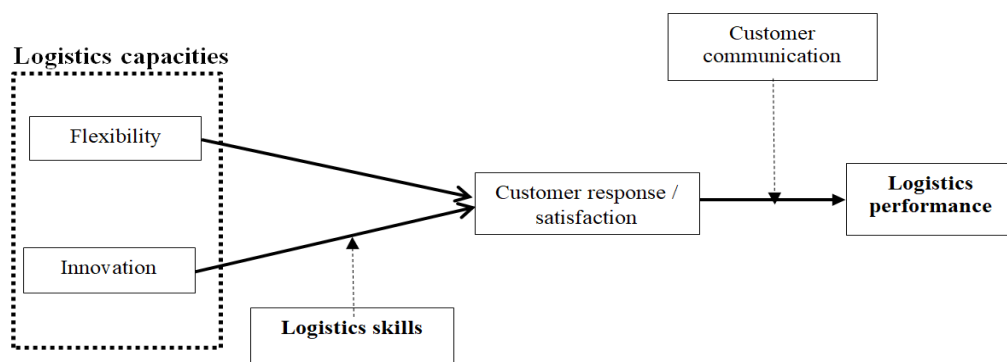 Customer
communication
Logistics capacities
Flexibility
Customer response /
satisfaction
Logistics
performance
Innovation
Logistics skills